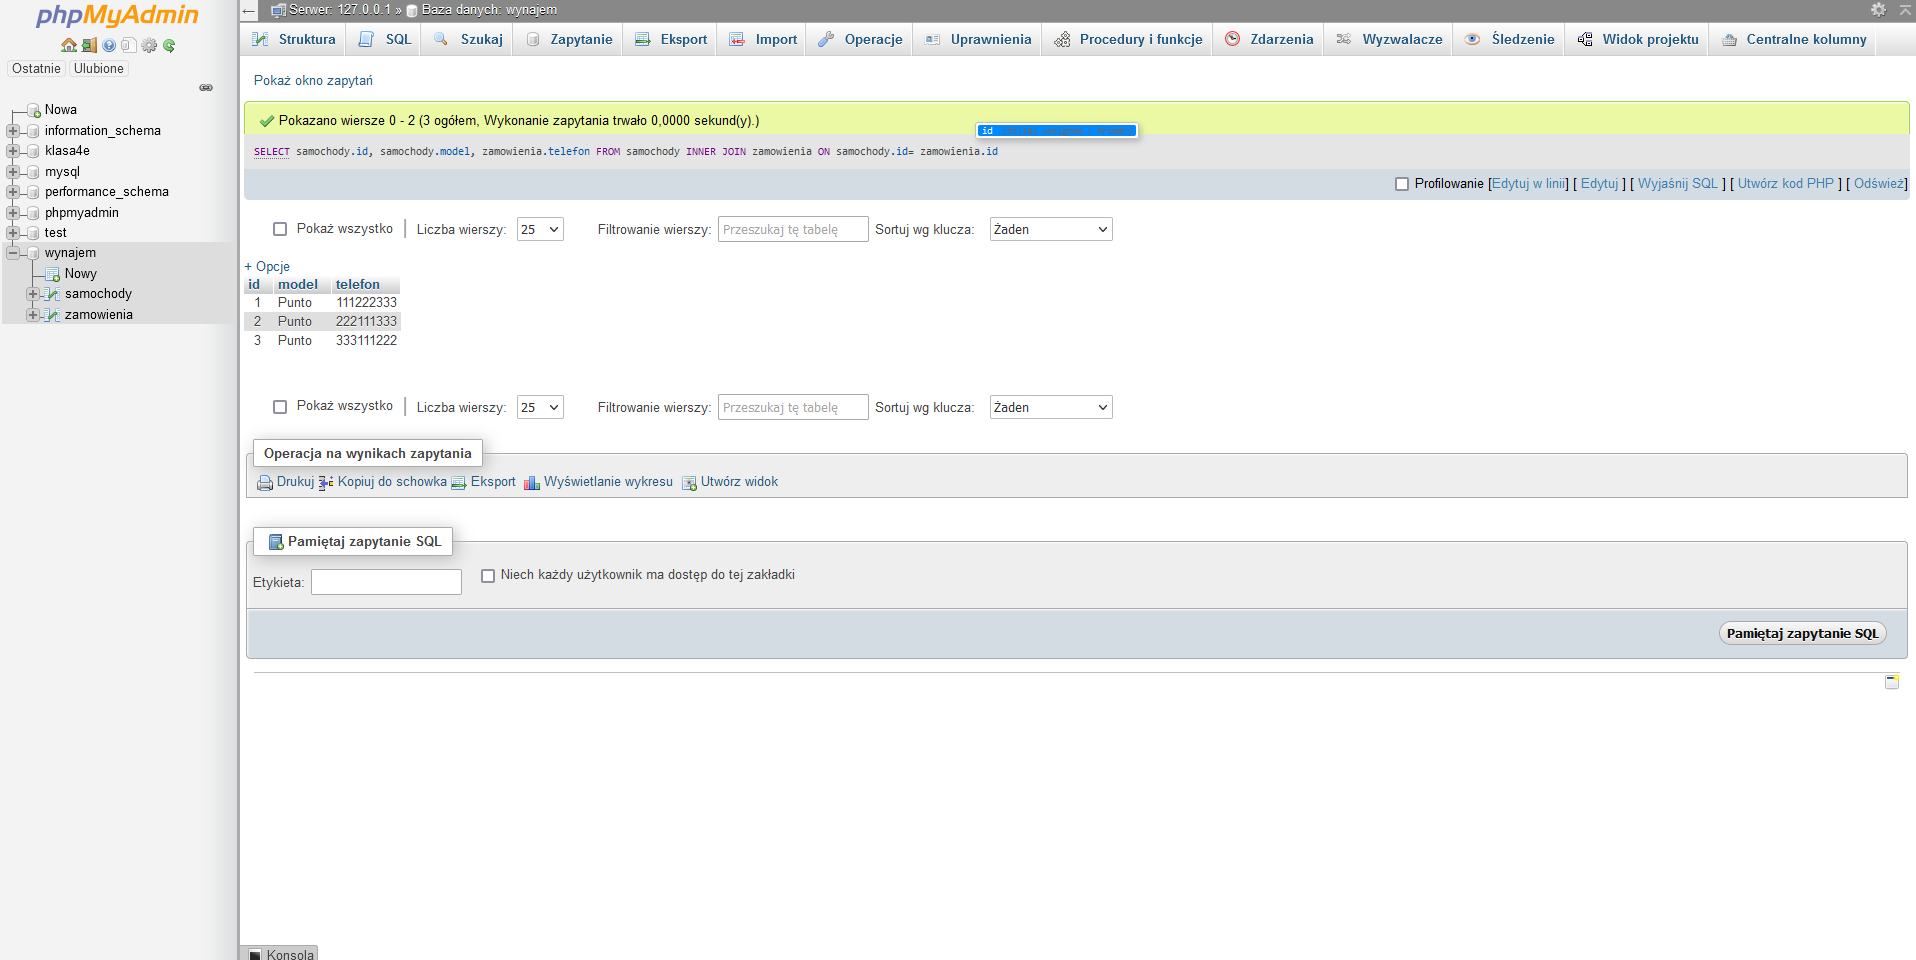 phpMyAdmin
Ostatnie Ulubione
Nowa
information_schema
klasa4e
mysql
performance_schema
phpmyadmin
test
wynajem
Nowy
samochody
zamowienia
← Serwer: 127.0.0.1 » Baza danych: wynajem
Struktura SQL Szukaj Zapytania Eksport Import Operacje Uprawnienia Procedury i funkcje Zdarzenia Wyzwalacze Śledzenie Widok projektu Centralne kolumny
Pokaż okno zapytań
Pokazano wiersze 0 - 2 (3 ogółem, Wykonanie zapytania trwało 0,0000 sekund(y).)
id
SELECT samochody.id, samochody.model, zamowienia.telefon FROM samochody INNER JOIN zamowienia ON samochody.id= zamowienia.id
Profilowanie [Edytuj w linii] [ Edytuj ] [ Wyjaśnij SQL ] [ Utwórz kod PHP ] [ Odśwież]
Pokaż wszystko | Liczba wierszy: 25 Filtrowanie wierszy: Przeszukaj tę tabelę Sortuj wg klucza: Żaden
+ Opcje
id model telefon
1 Punto 111222333
2 Punto 222111333
3 Punto 333111222
Pokaż wszystko | Liczba wierszy: 25 Filtrowanie wierszy: Przeszukaj tę tabelę Sortuj wg klucza: Żaden
Operacja na wynikach zapytania
Drukuj Kopiuj do schowka Eksport Wyświetlanie wykresu Utwórz widok
Pamiętaj zapytanie SQL
Etykieta: Niech każdy użytkownik ma dostęp do tej zakładki
Pamiętaj zapytanie SQL
Konsola